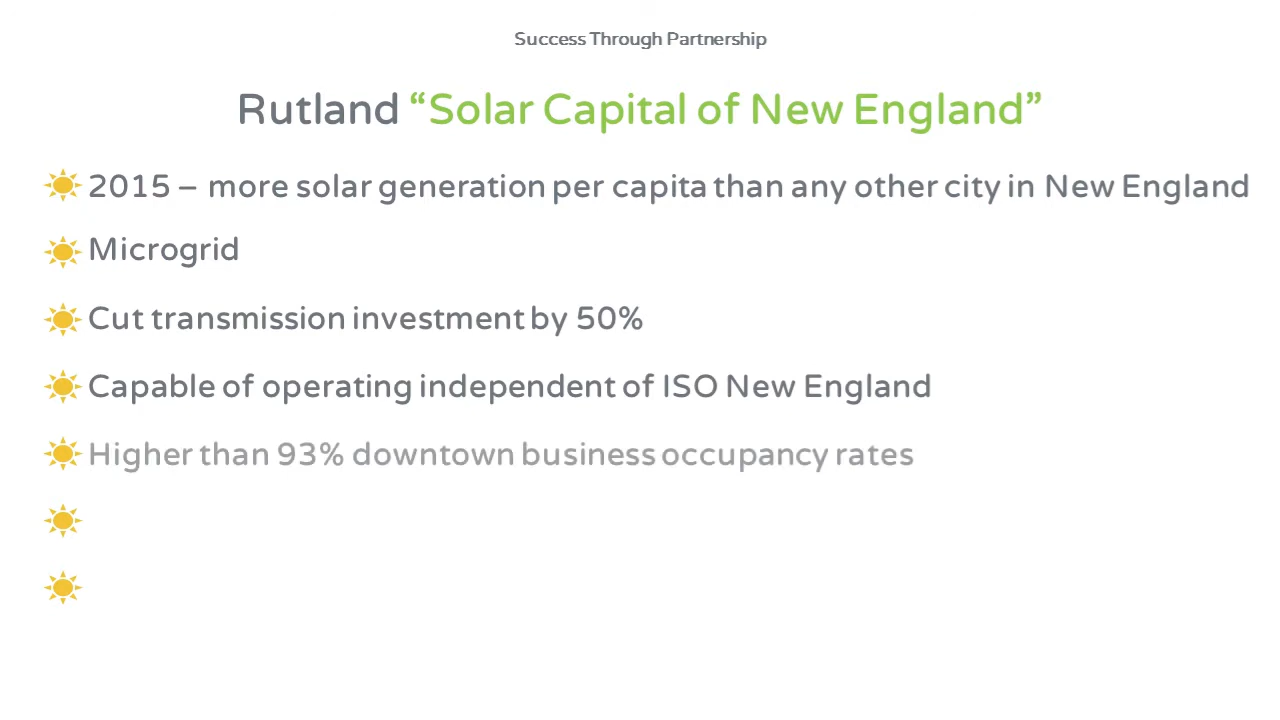 Success Through Partnership
Rutland “Solar Capital of New England”
2015 – more solar generation per capita than any other city in New England
Microgrid
Cut transmission investment by 50%
Capable of operating independent of ISO New England
Higher than 93% downtown business occupancy rates